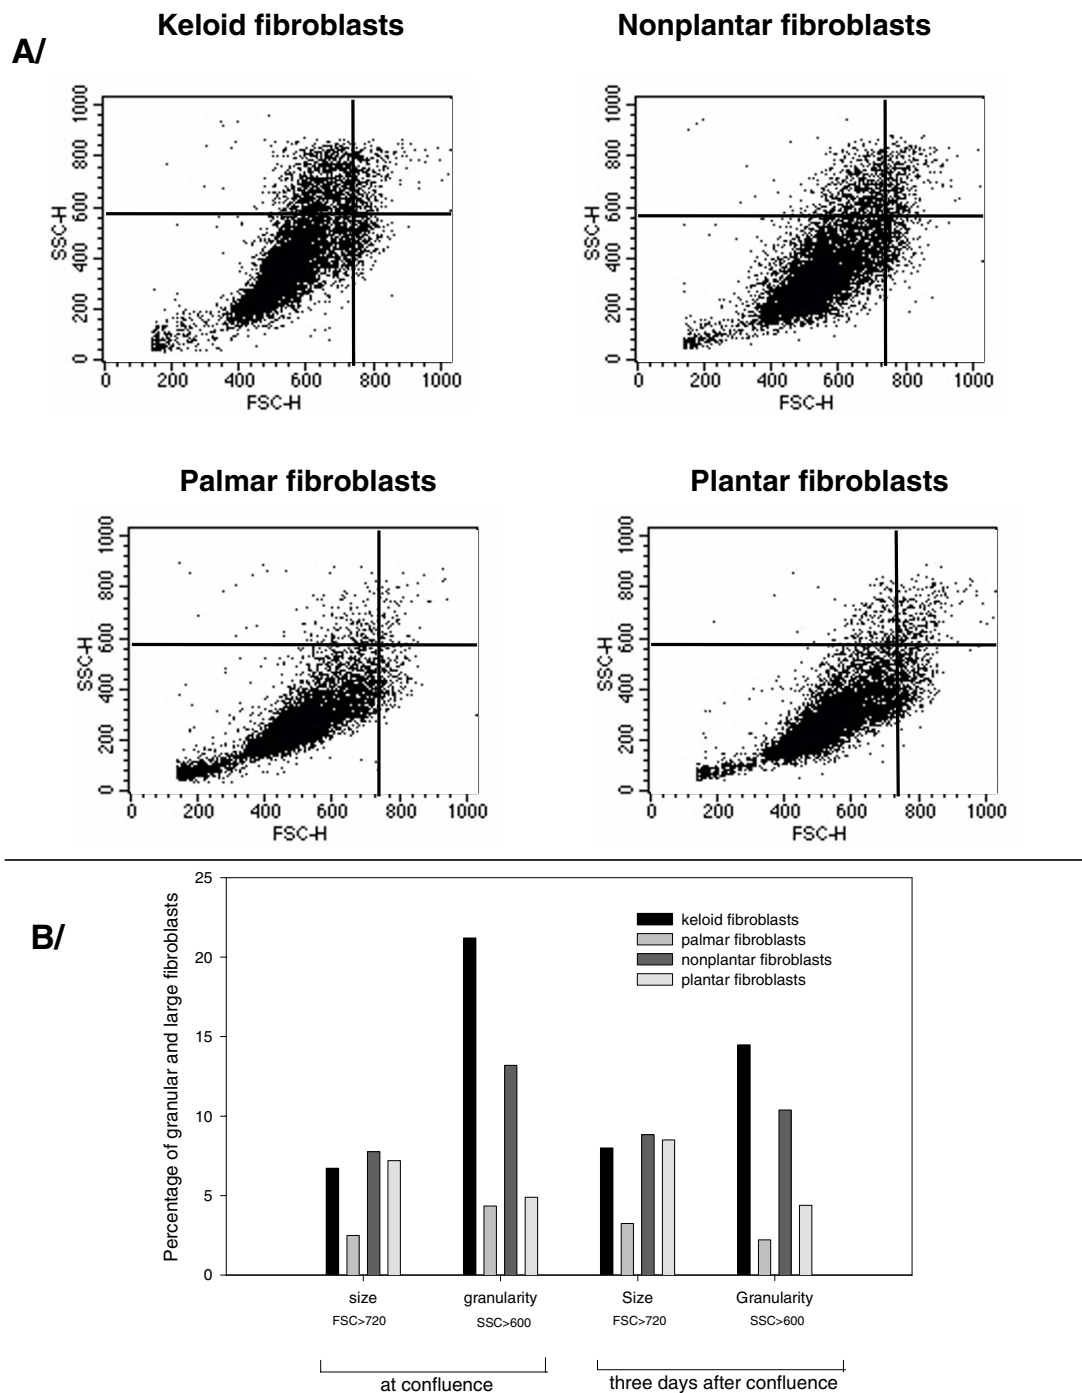 Keloid fibroblasts
Nonplantar fibroblasts
A/
1000
800
600
400
200
0
SSC-H
0 200 400 600 800 1000
FSC-H
1000
800
600
400
200
0
SSC-H
0 200 400 600 800 1000
FSC-H
Palmar fibroblasts
Plantar fibroblasts
1000
800
600
400
200
0
SSC-H
0 200 400 600 800 1000
FSC-H
1000
800
600
400
200
0
SSC-H
0 200 400 600 800 1000
FSC-H
B/
Percentage of granular and large fibroblasts
25
20
15
10
5
0
keloid fibroblasts
palmar fibroblasts
nonplantar fibroblasts
plantar fibroblasts
size granularity Size Granularity
FSC>720 SSC>600 FSC>720 SSC>600
at confluence three days after confluence